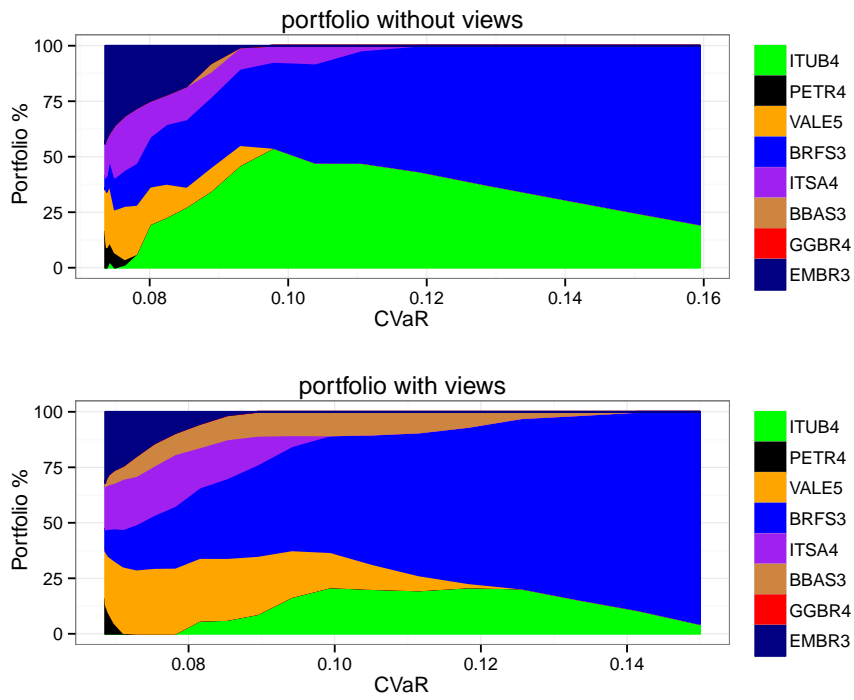 portfolio without views
100
75
50
25
0
Portfolio %
0.08 0.10 0.12 0.14 0.16
CVaR
ITUB4
PETR4
VALE5
BRFS3
ITSA4
BBAS3
GGBR4
EMBR3
portfolio with views
100
75
50
25
0
Portfolio %
0.08 0.10 0.12 0.14
CVaR
ITUB4
PETR4
VALE5
BRFS3
ITSA4
BBAS3
GGBR4
EMBR3